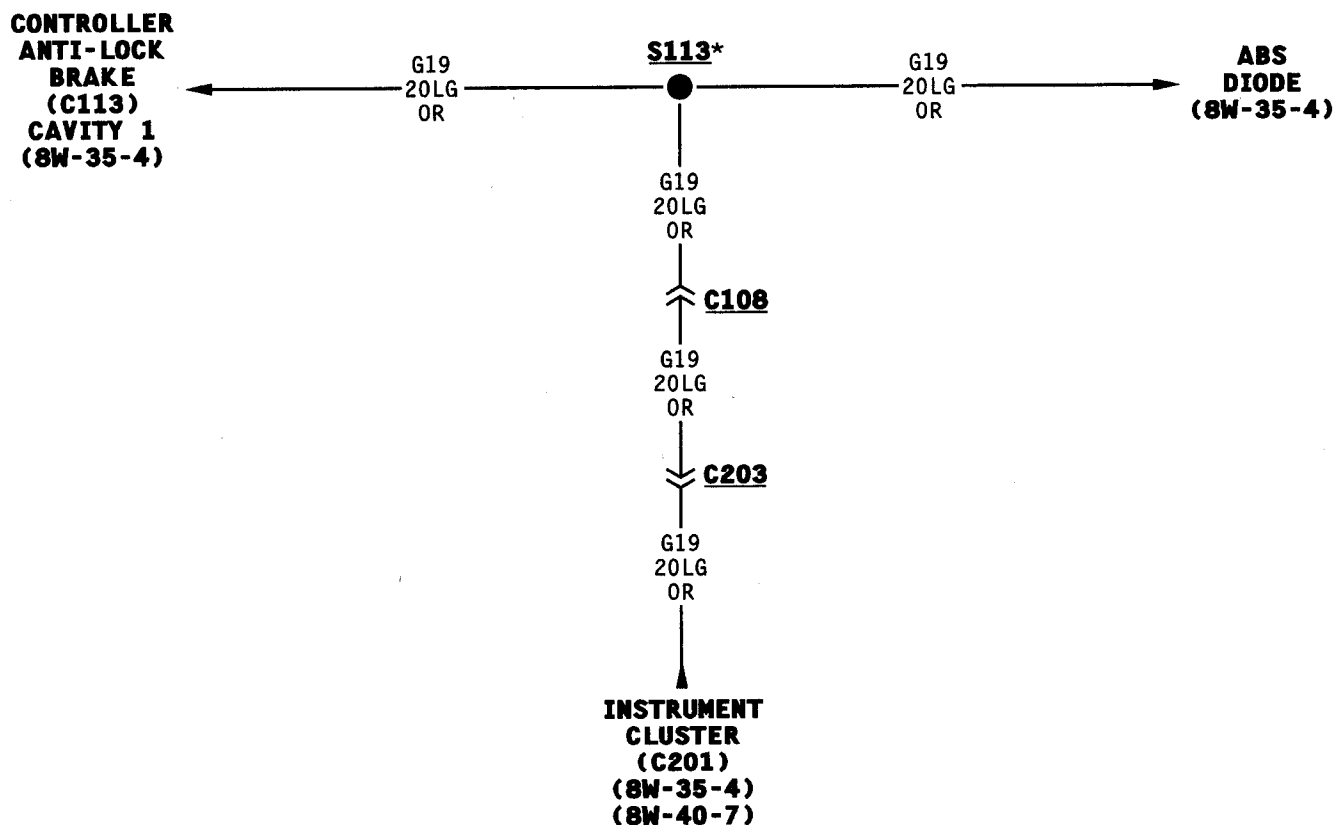 CONTROLLER
ANTI-LOCK
BRAKE
(C113)
CAVITY 1
(8W-35-4)
G19
20LG
OR
S113*
G19
20LG
OR
ABS
DIODE
(8W-35-4)
G19
20LG
OR
C108
G19
20LG
OR
C203
G19
20LG
OR
INSTRUMENT
CLUSTER
(C201)
(8W-35-4)
(8W-40-7)